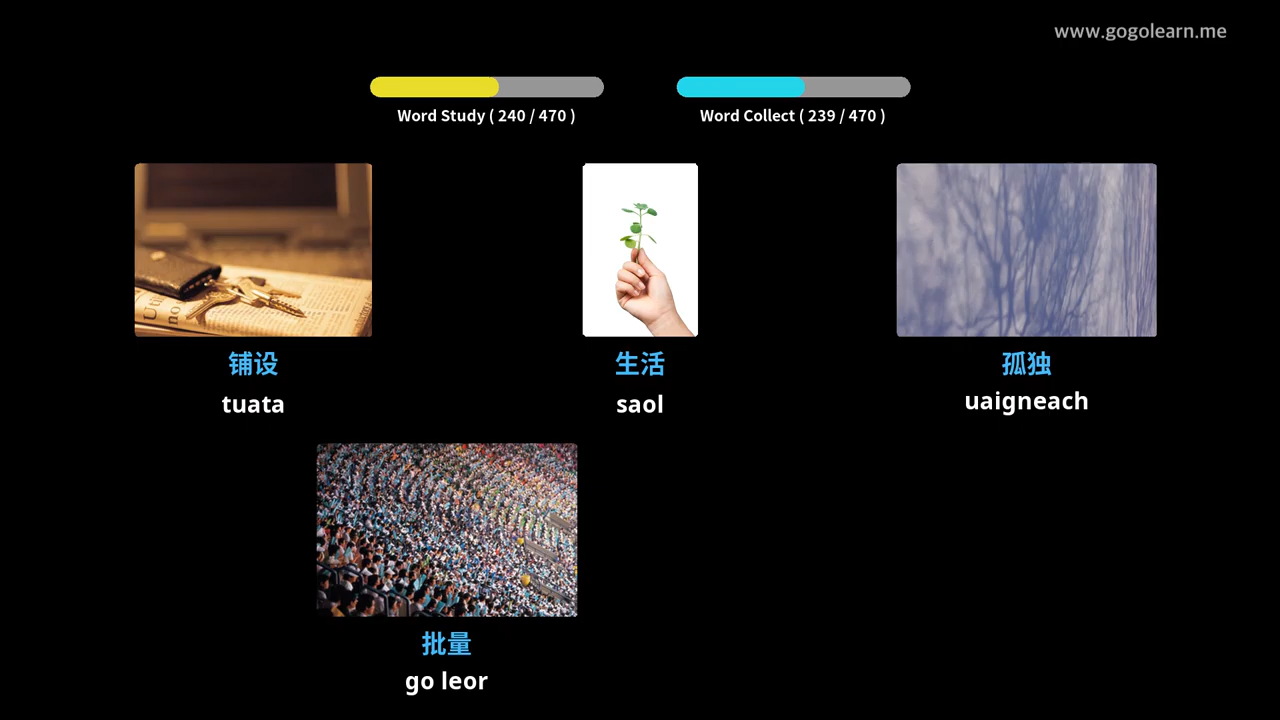 www.gogolearn.me
Word Study ( 240 / 470 )
Word Collect ( 239 / 470 )
铺设
tuata
生活
saol
孤独
uaigneach
批量
go leor